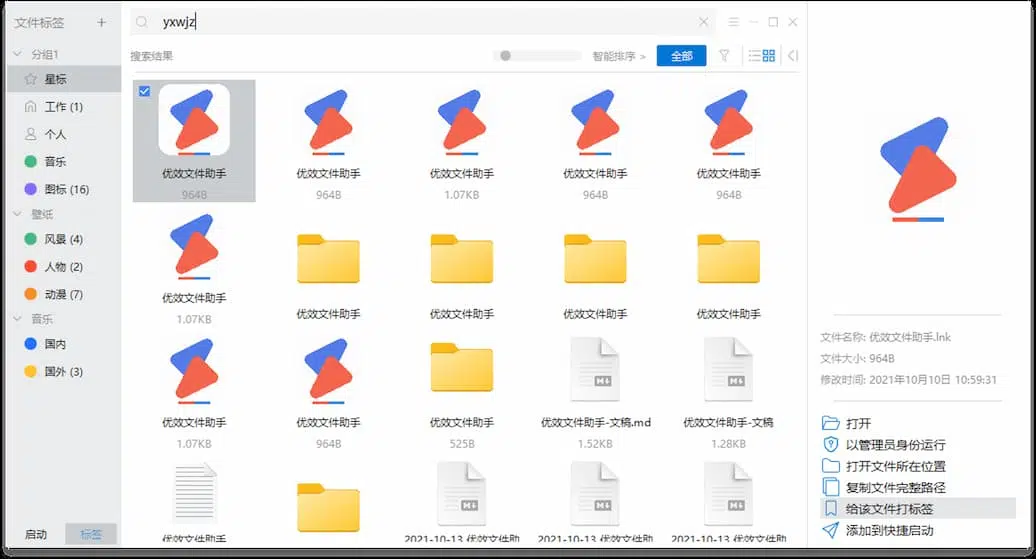 文件标签 +
分组1
星标
工作 (1)
个人
音乐
图标 (16)
壁纸
风景 (4)
人物 (2)
动漫 (7)
音乐
国内
国外 (3)
启动
标签
yxwjz
搜索结果
智能排序 >
全部
优效文件助手
优效文件助手
优效文件助手
优效文件助手
优效文件助手
964B
964B
1.07KB
964B
964B
优效文件助手
优效文件助手
优效文件助手
优效文件助手
优效文件助手
1.07KB
优效文件助手
优效文件助手
优效文件助手
优效文件助手-文稿.md
优效文件助手-文稿
1.07KB
964B
525B
1.52KB
1.28KB
优效文件助手
优效文件助手
2021-10-13 优效文件助
2021-10-13 优效文件助
2021-10-13 优效文件助
文件名称: 优效文件助手.lnk
文件大小: 964B
修改时间: 2021年10月10日 10:59:31
打开
以管理员身份运行
打开文件所在位置
复制文件完整路径
给该文件打标签
添加到快捷启动